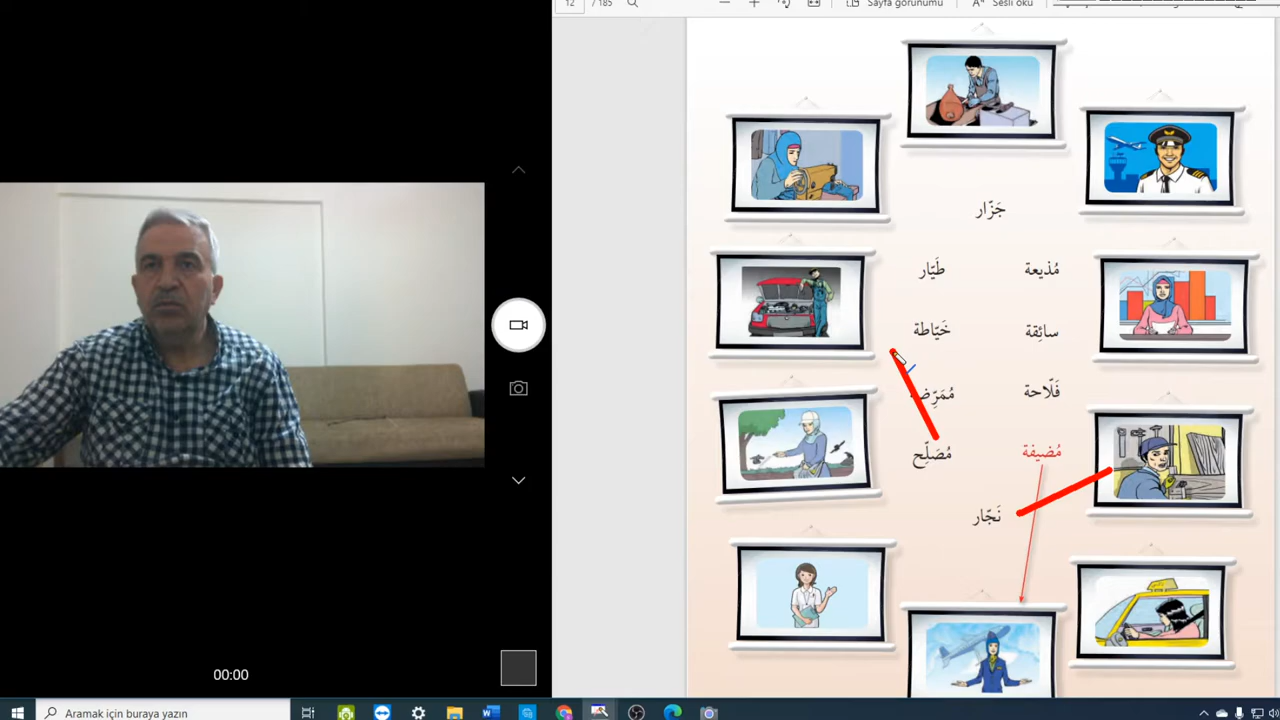 12 / 185
Sayfa görünümü
Sesli oku
جَزّار
مُذيعة
طَيّار
سائِقة
خَيّاطة
فَلّاحة
مُمَرِّضة
مُضيفة
مُصَلِّح
نَجّار
00:00
Aramak için buraya yazın